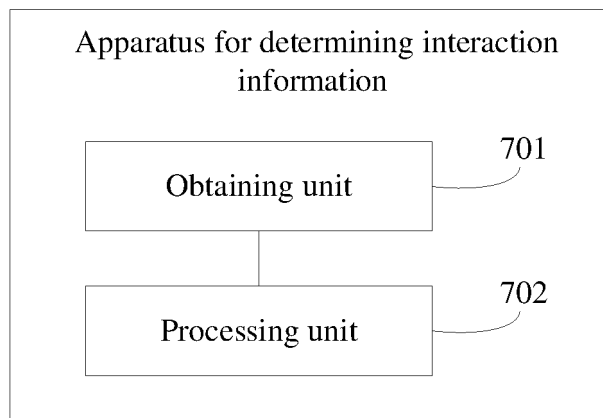 Apparatus for determining interaction
information
701
Obtaining unit
702
Processing unit